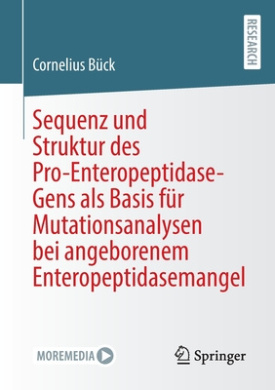 RESEARCH
Cornelius Bück
Sequenz und
Struktur des
Pro-Enteropeptidase-
Gens als Basis für
Mutationsanalysen
bei angeborenem
Enteropeptidasemangel
MOREMEDIA
Springer